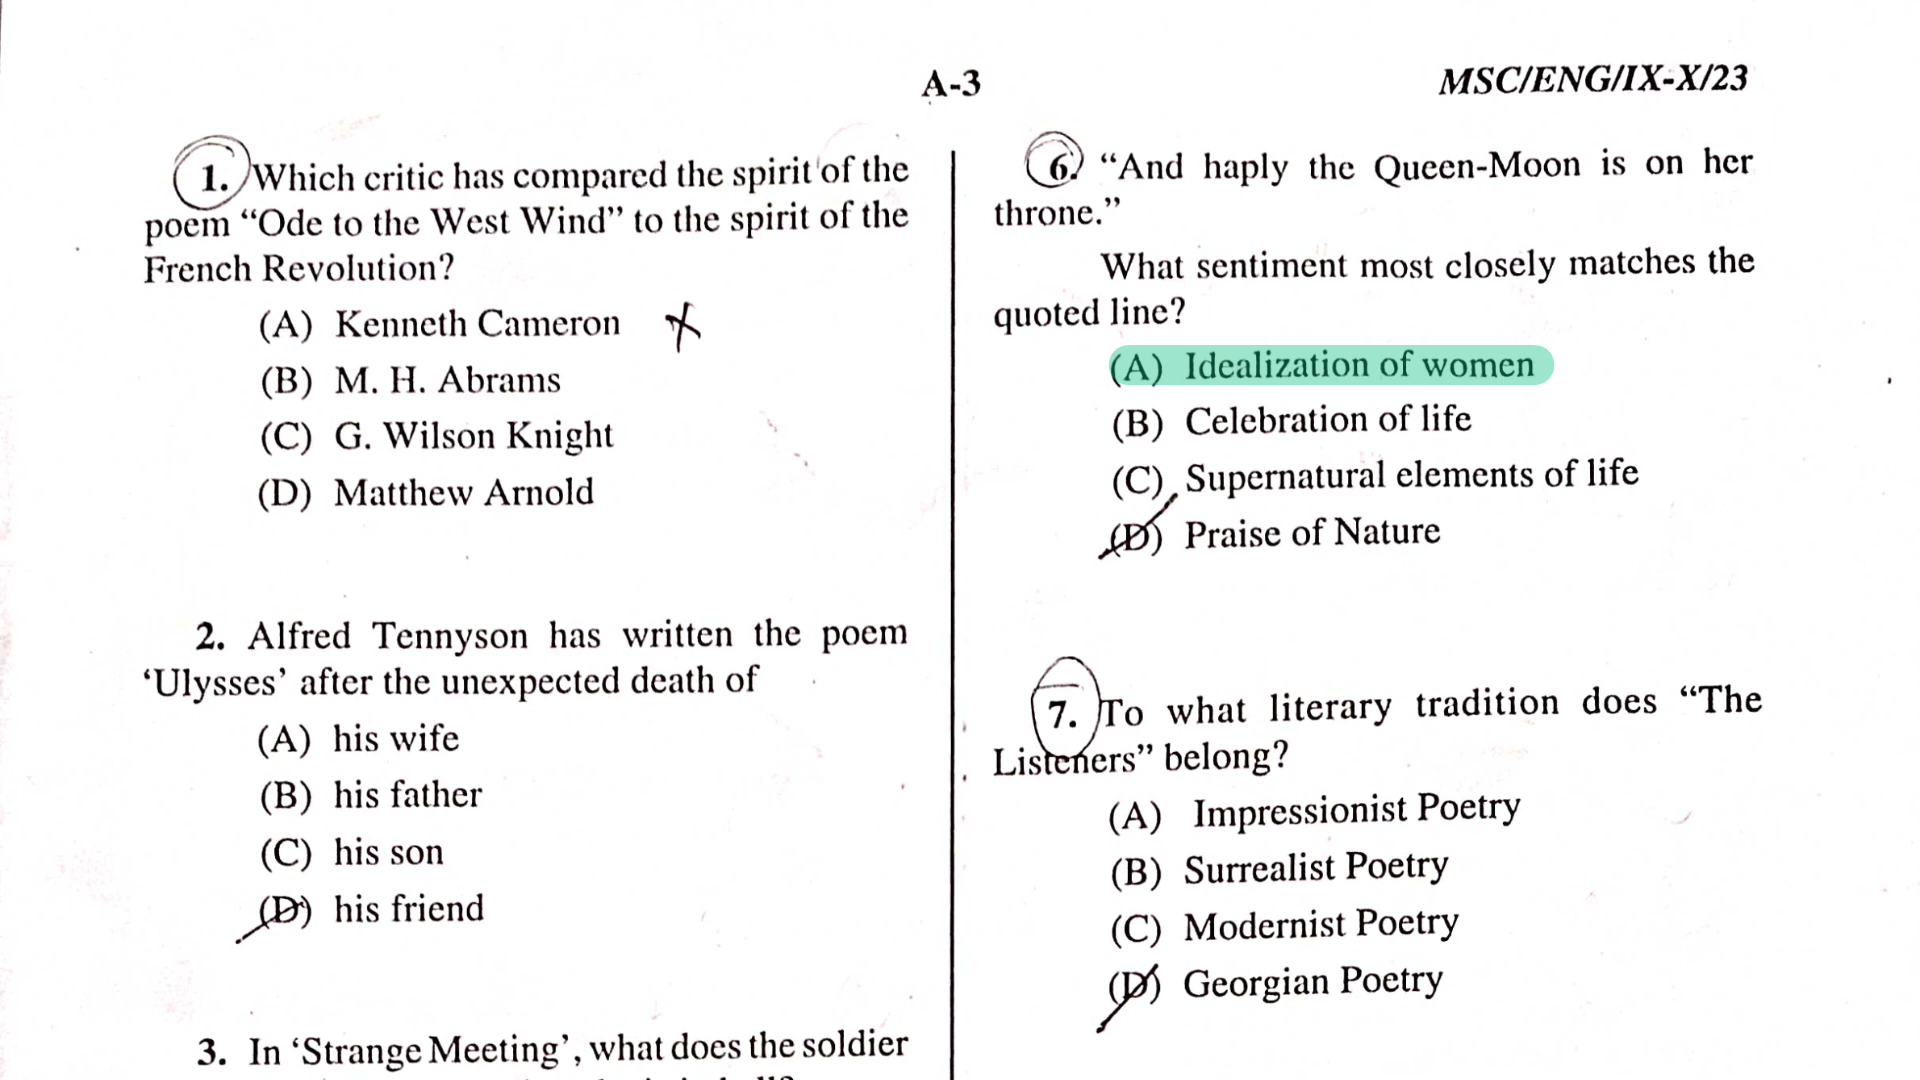 A-3
MSC/ENG/IX-X/23
1. Which critic has compared the spirit of the
poem “Ode to the West Wind” to the spirit of the
French Revolution?
(A) Kenneth Cameron
(B) M. H. Abrams
(C) G. Wilson Knight
(D) Matthew Arnold
2. Alfred Tennyson has written the poem
‘Ulysses’ after the unexpected death of
(A) his wife
(B) his father
(C) his son
(D) his friend
3. In ‘Strange Meeting’, what does the soldier
6. “And haply the Queen-Moon is on her
throne.”
What sentiment most closely matches the
quoted line?
(A) Idealization of women
(B) Celebration of life
(C) Supernatural elements of life
(D) Praise of Nature
7. To what literary tradition does “The
Listeners” belong?
(A) Impressionist Poetry
(B) Surrealist Poetry
(C) Modernist Poetry
(D) Georgian Poetry